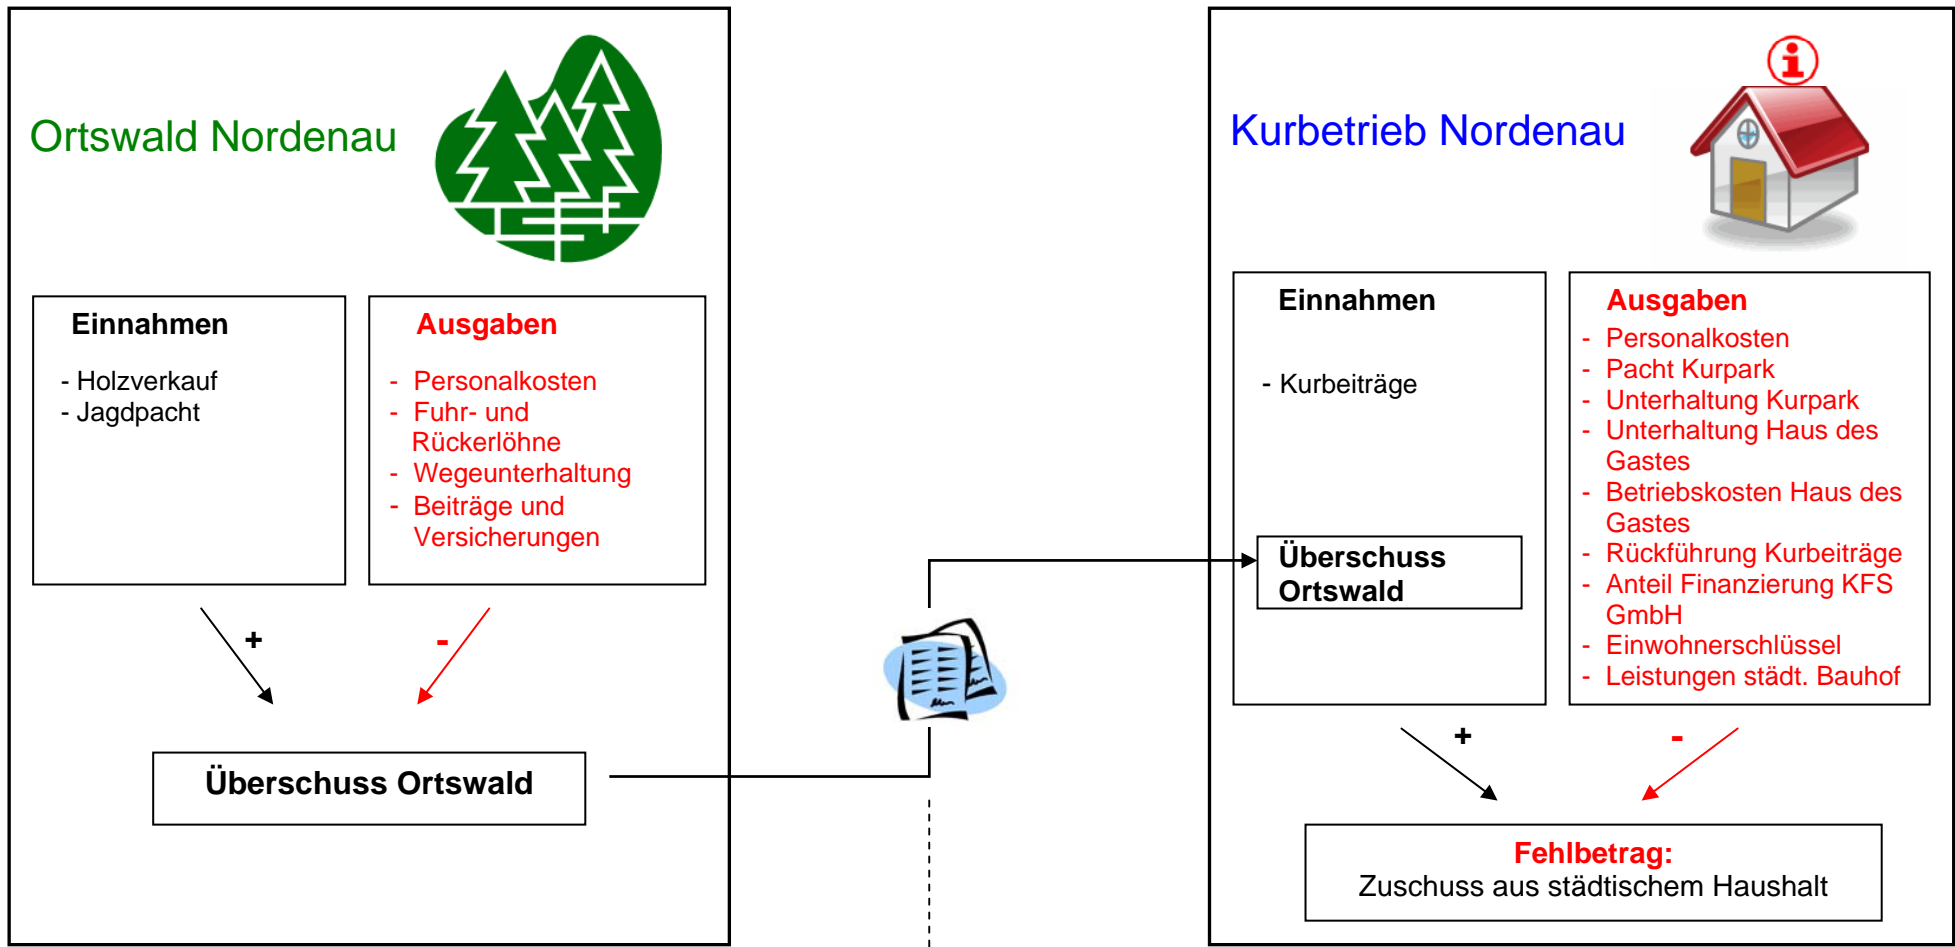 Ortswald Nordenau
Einnahmen
- Holzverkauf
- Jagdpacht
Ausgaben
- Personalkosten
- Fuhr- und
Rückerlöhne
- Wegeunterhaltung
- Beiträge und
Versicherungen
+
-
Überschuss Ortswald
Kurbetrieb Nordenau
i
Einnahmen
- Kurbeiträge
Überschuss
Ortswald
Ausgaben
- Personalkosten
- Pacht Kurpark
- Unterhaltung Kurpark
- Unterhaltung Haus des
Gastes
- Betriebskosten Haus des
Gastes
- Rückführung Kurbeiträge
- Anteil Finanzierung KFS
GmbH
- Einwohnerschlüssel
- Leistungen städt. Bauhof
+
-
Fehlbetrag:
Zuschuss aus städtischem Haushalt